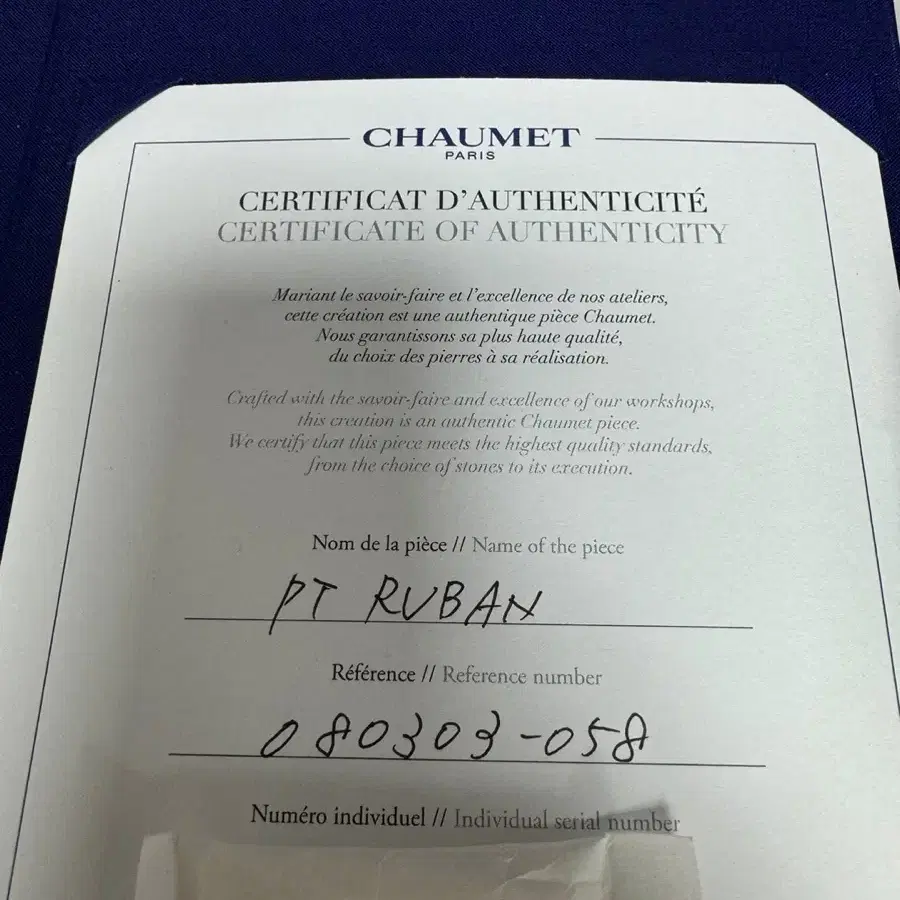 CHAUMET
PARIS
CERTIFICAT D'AUTHENTICITÉ
CERTIFICATE OF AUTHENTICITY
Mariant le savoir-faire et l'excellence de nos ateliers,
cette création est une authentique pièce Chaumet.
Nous garantissons sa plus haute qualité,
du choix des pierres à sa réalisation.
Crafted with the savoir-faire and excellence of our workshops,
this creation is an authentic Chaumet piece.
We certify that this piece meets the highest quality standards,
from the choice of stones to its execution.
Nom de la pièce // Name of the piece
PT RUBAN
Référence // Reference number
080303-058
Numéro individuel // Individual serial number